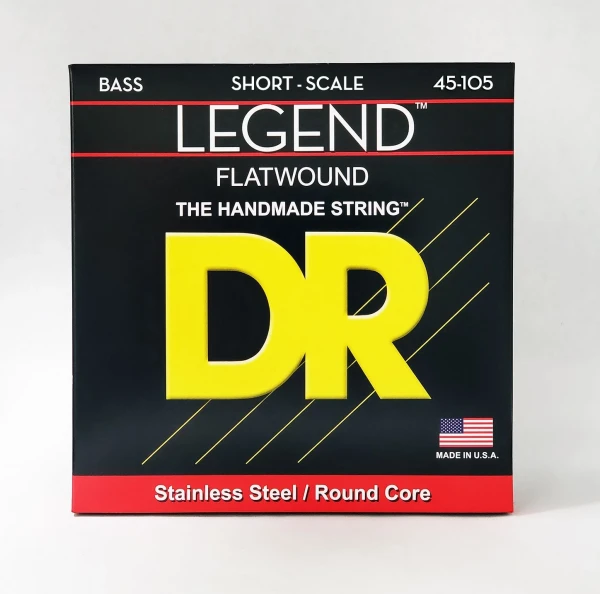 BASS SHORT - SCALE 45-105
LEGEND™
FLATWOUND
THE HANDMADE STRING™
DR
MADE IN U.S.A.
Stainless Steel / Round Core